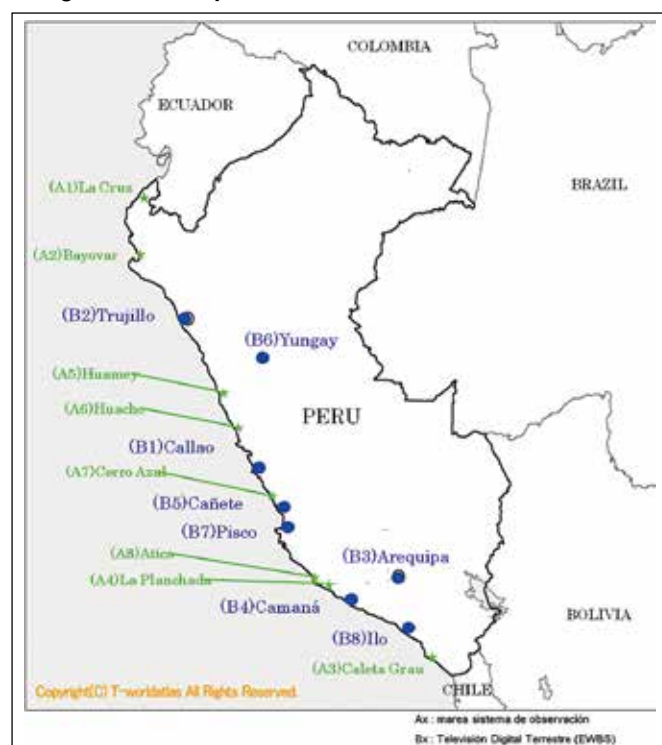 COLOMBIA
ECUADOR
BRAZIL
(A1)La Cruz
(A2)Bayovar
(B2)Trujillo
(B6)Yungay
(A5)Huamey
(A6)Huacho
PERU
(B1)Callao
(A7)Cerro Azul
(B5)Cañete
(B7)Pisco
(A8)Atico
(B3)Arequipa
(A4)La Planchada
(B4)Camaná
BOLIVIA
(B8)Ilo
(A3)Caleta Grau
CHILE
Copyright(C) T-worldatlas All Rights Reserved.
Ax : marea sistema de observación
Bx : Televisión Digital Terrestre (EWBS)